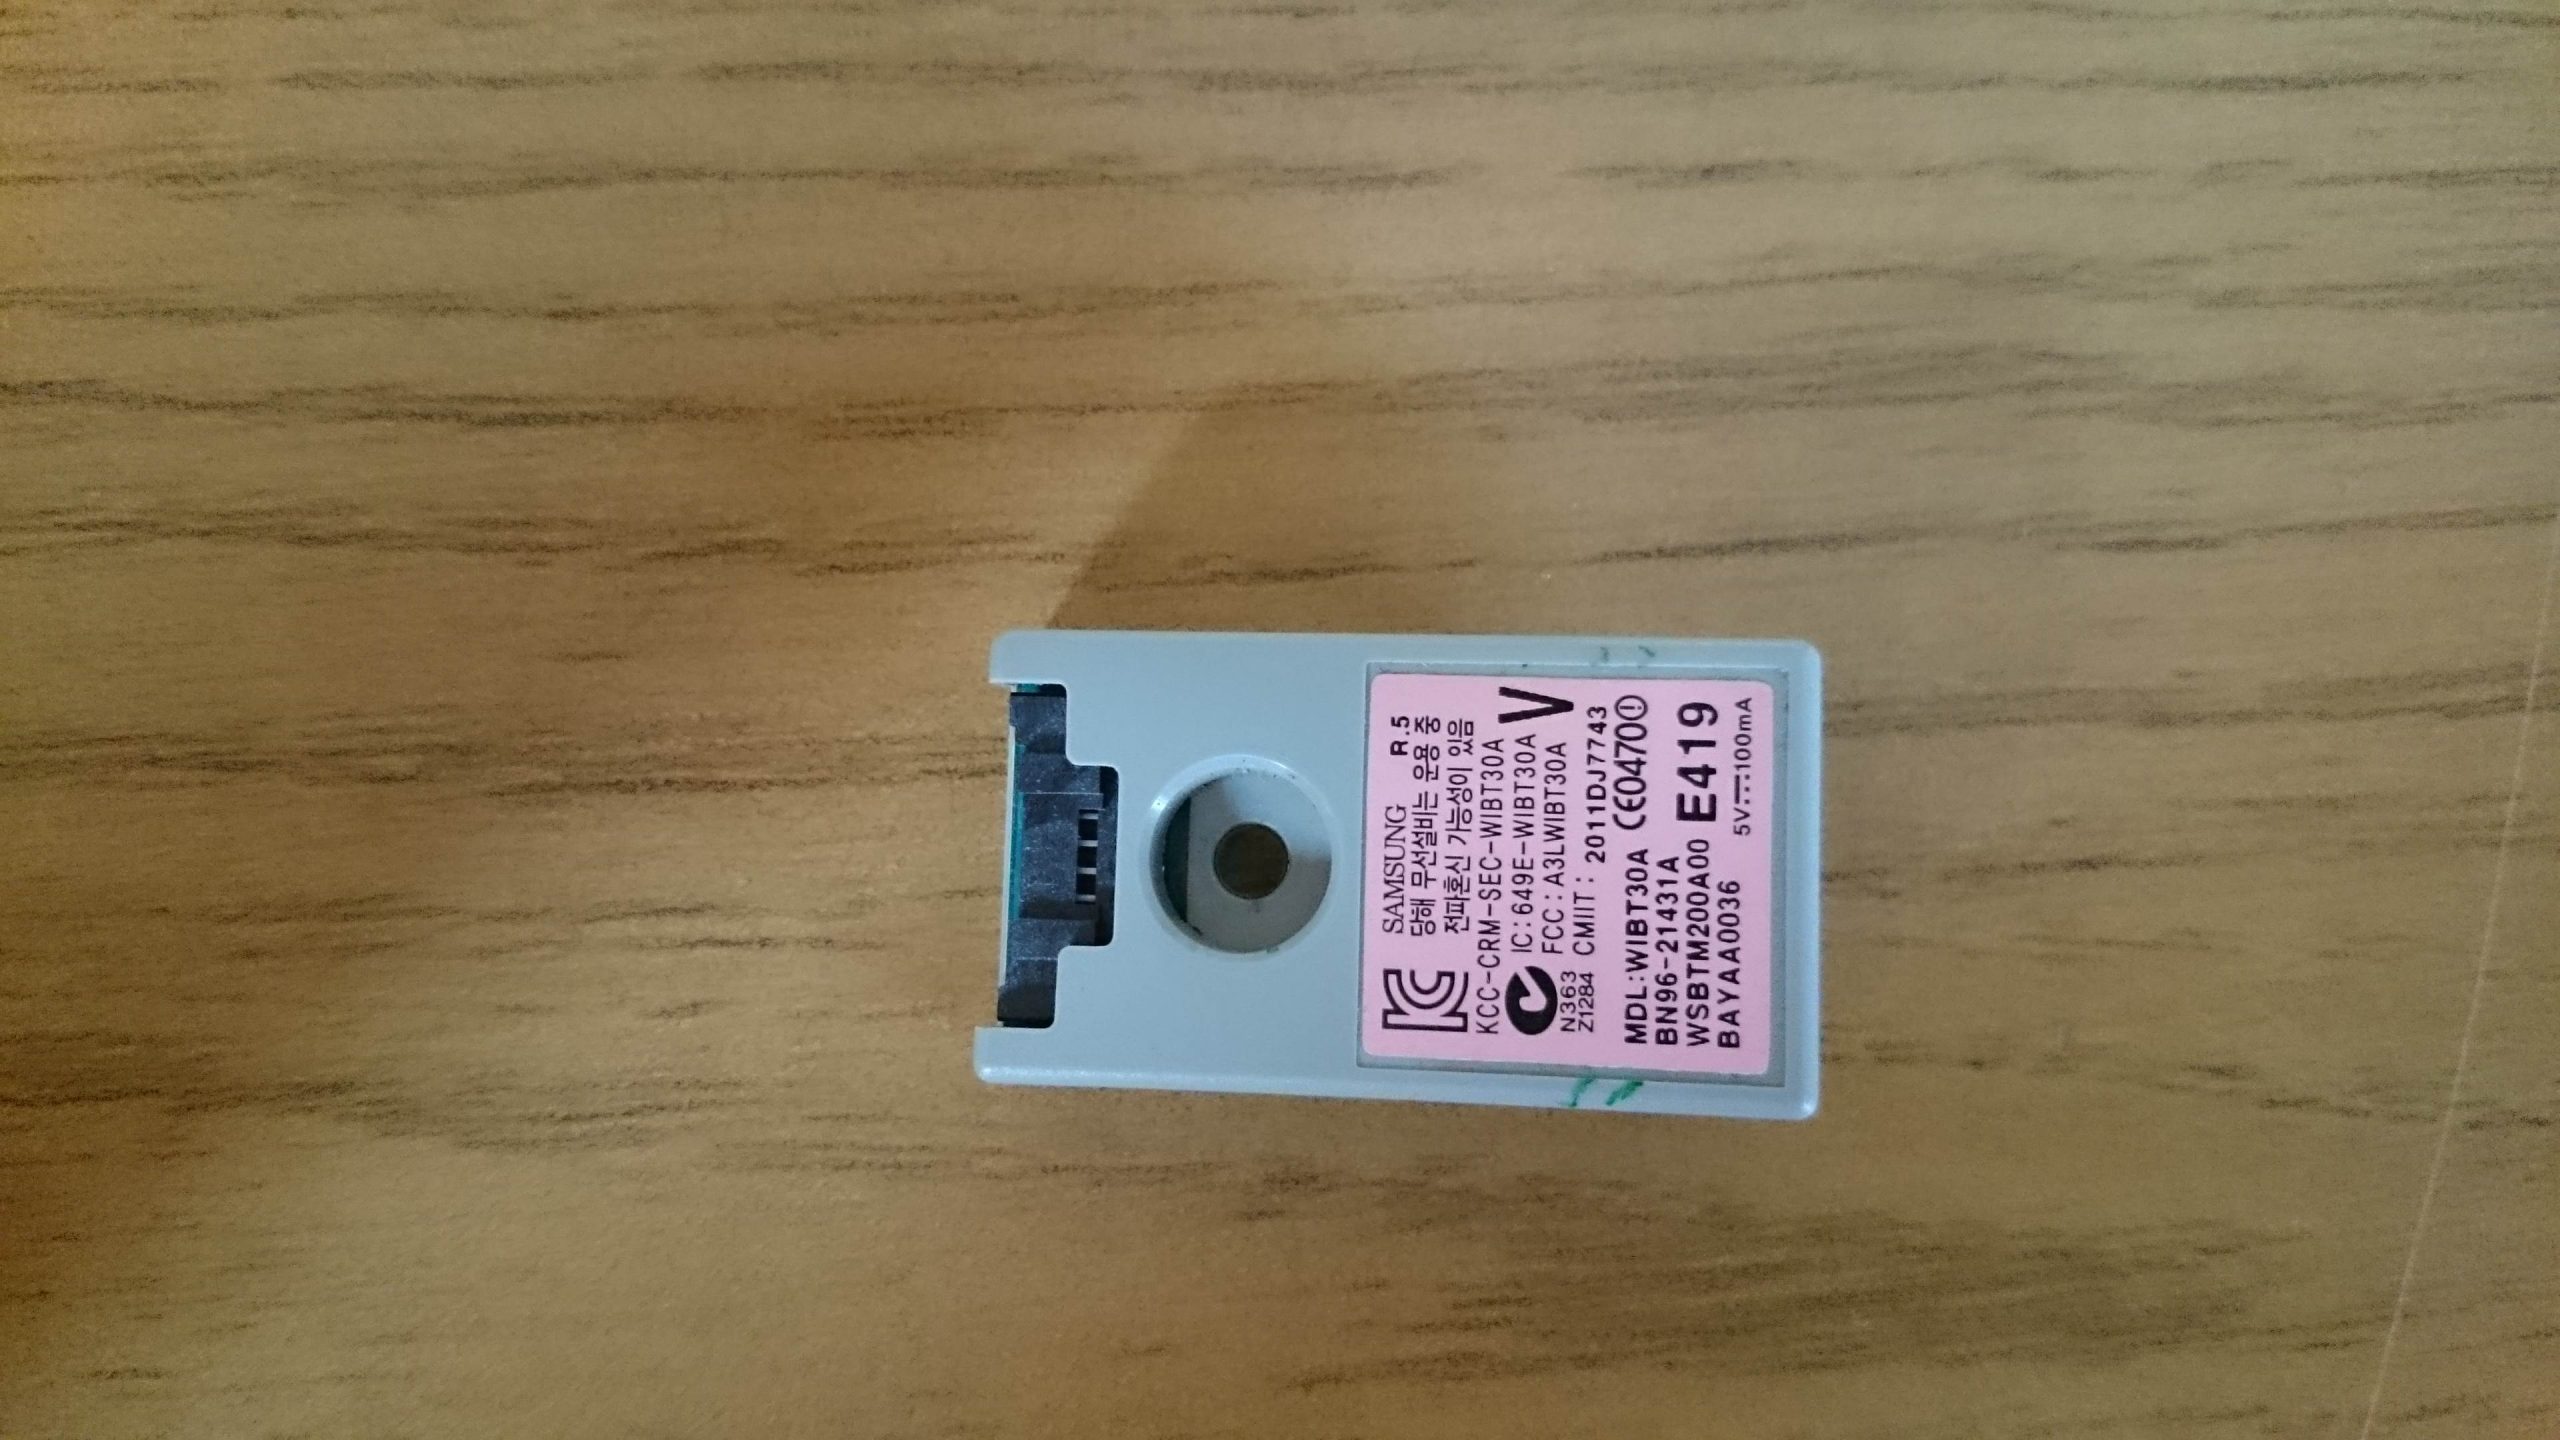 SAMSUNG R.5
당해 무선설비는 운용 중
전파혼신 가능성이 있음
KCC-CRM-SEC-WIBT30A
IC:649E-WIBT30A V
FCC:A3LWIBT30A
N363
Z1284 CMIIT: 2011DJ7743
MDL:WIBT30A CE0470!
BN96-21431A
WSBTM200A00 E419
BAYAA0036 5V⎓100mA